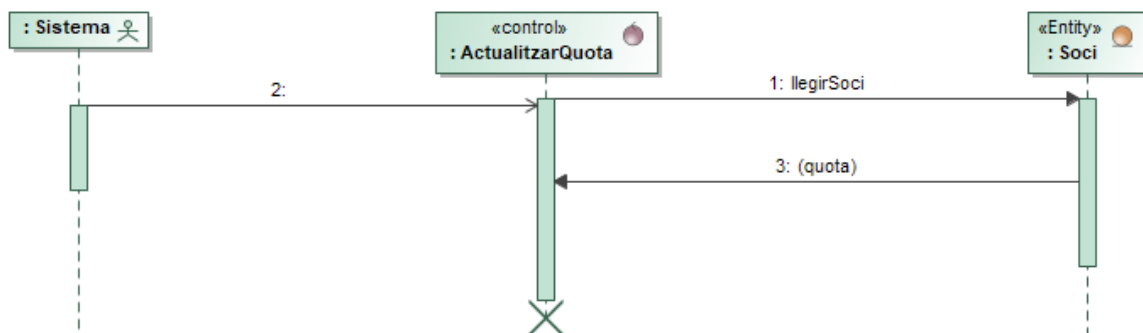 : Sistema
«control»
: ActualitzarQuota
«Entity»
: Soci
2:
1: llegirSoci
3: (quota)